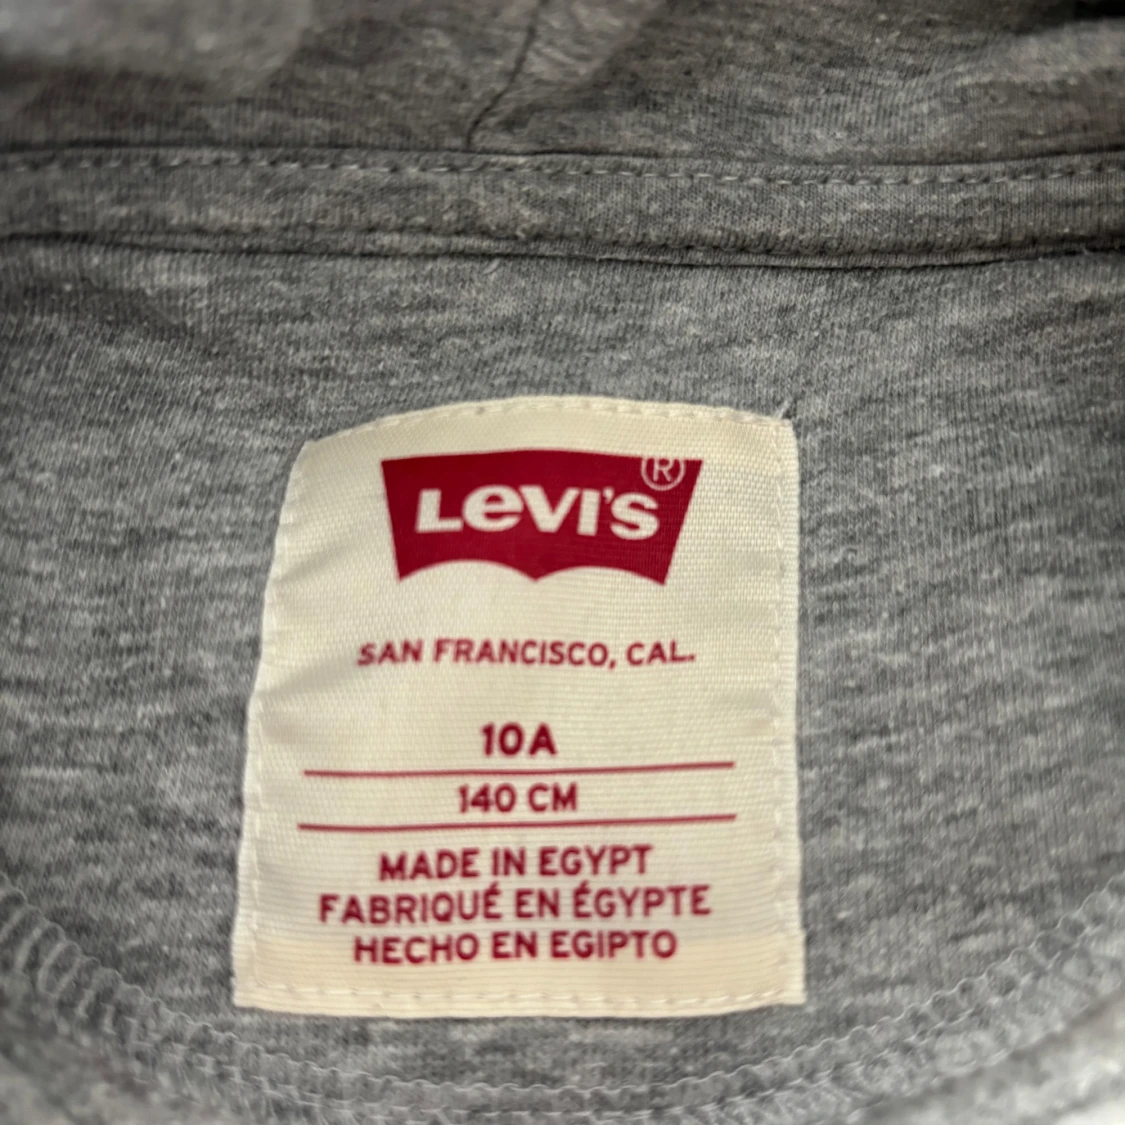 LEVI'S®
SAN FRANCISCO, CAL.
10A
140 CM
MADE IN EGYPT
FABRIQUÉ EN ÉGYPTE
HECHO EN EGIPTO